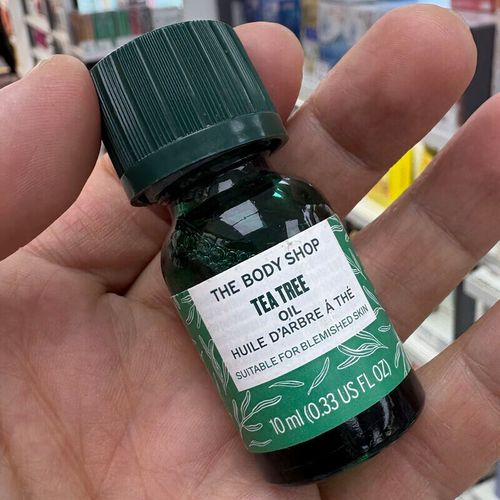 THE BODY SHOP
TEA TREE
OIL
HUILE D'ARBRE À THÉ
SUITABLE FOR BLEMISHED SKIN
10 ml (0.33 US FL OZ)